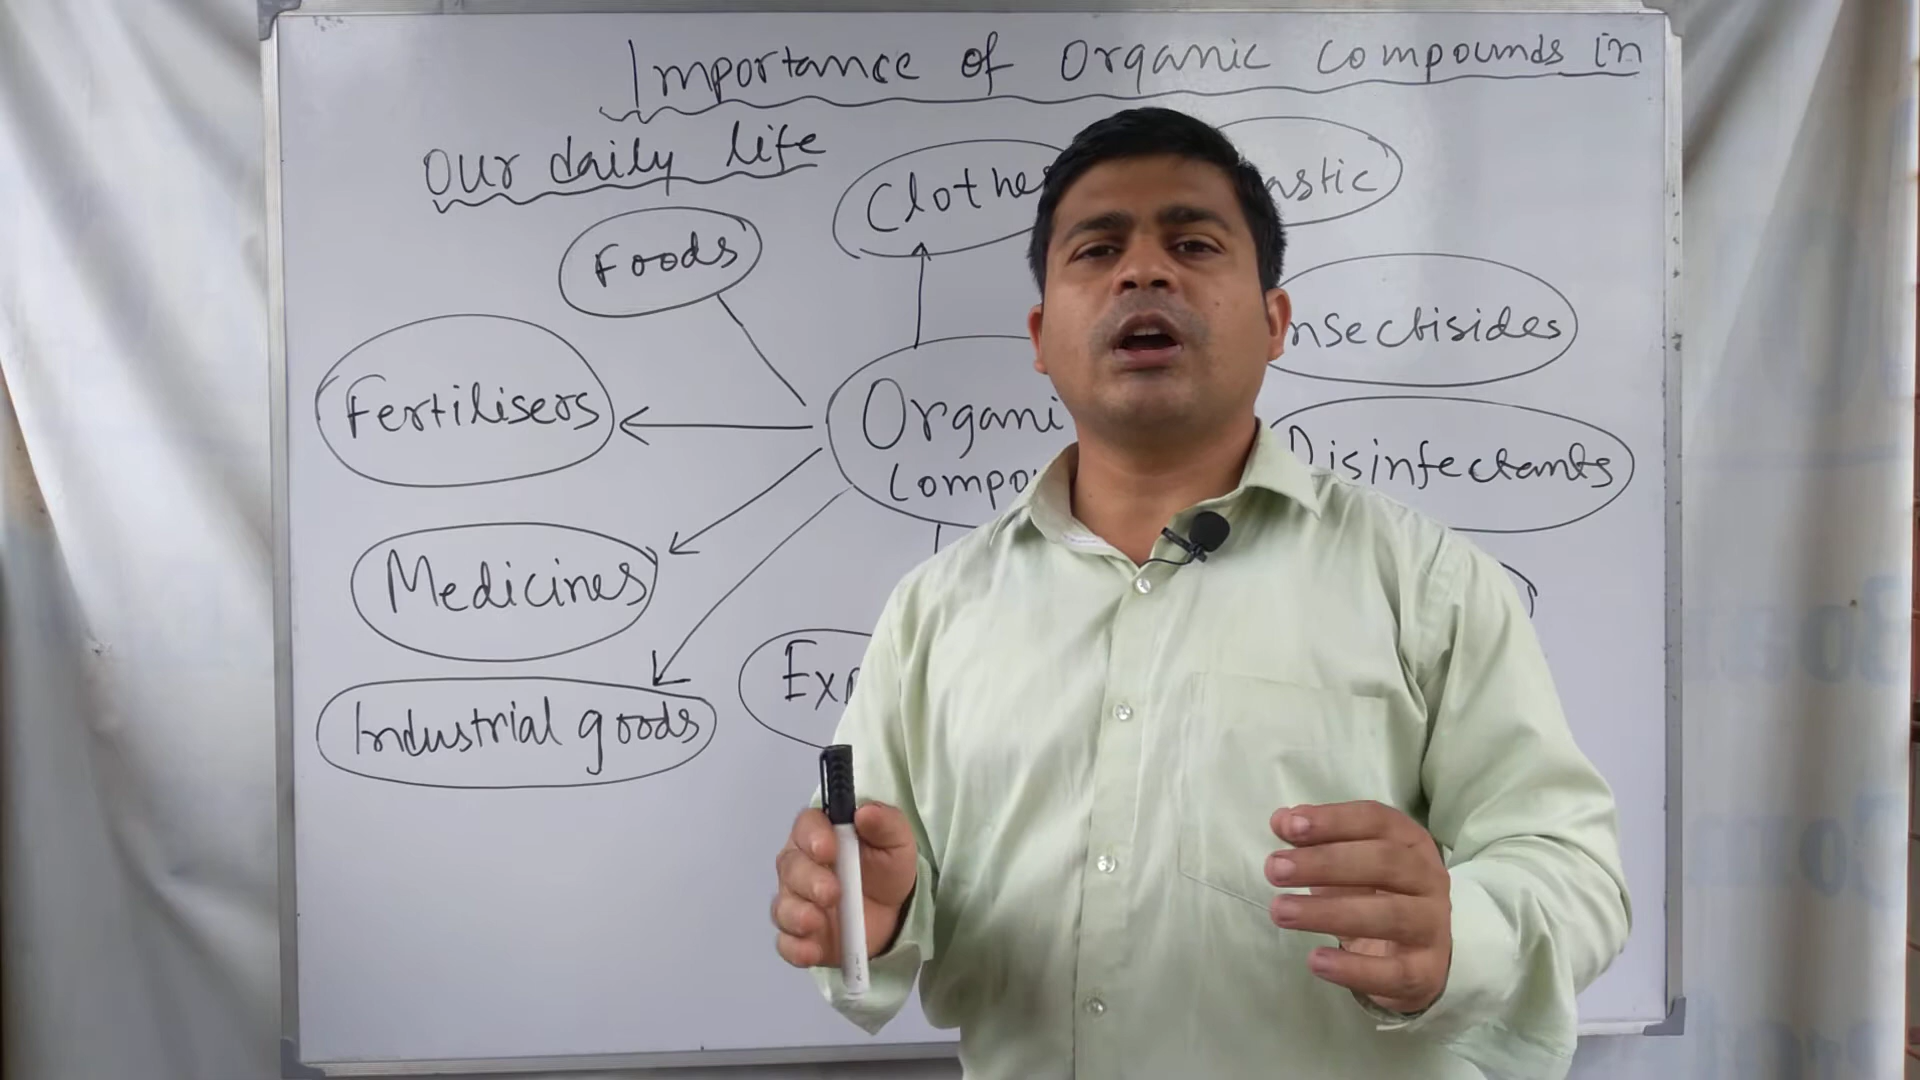 Importance of Organic Compounds in
Our daily life
Clothes
astic
Foods
nsectisides
Fertilisers
Organi
Compo
Disinfectants
Medicines
Exp
Industrial goods